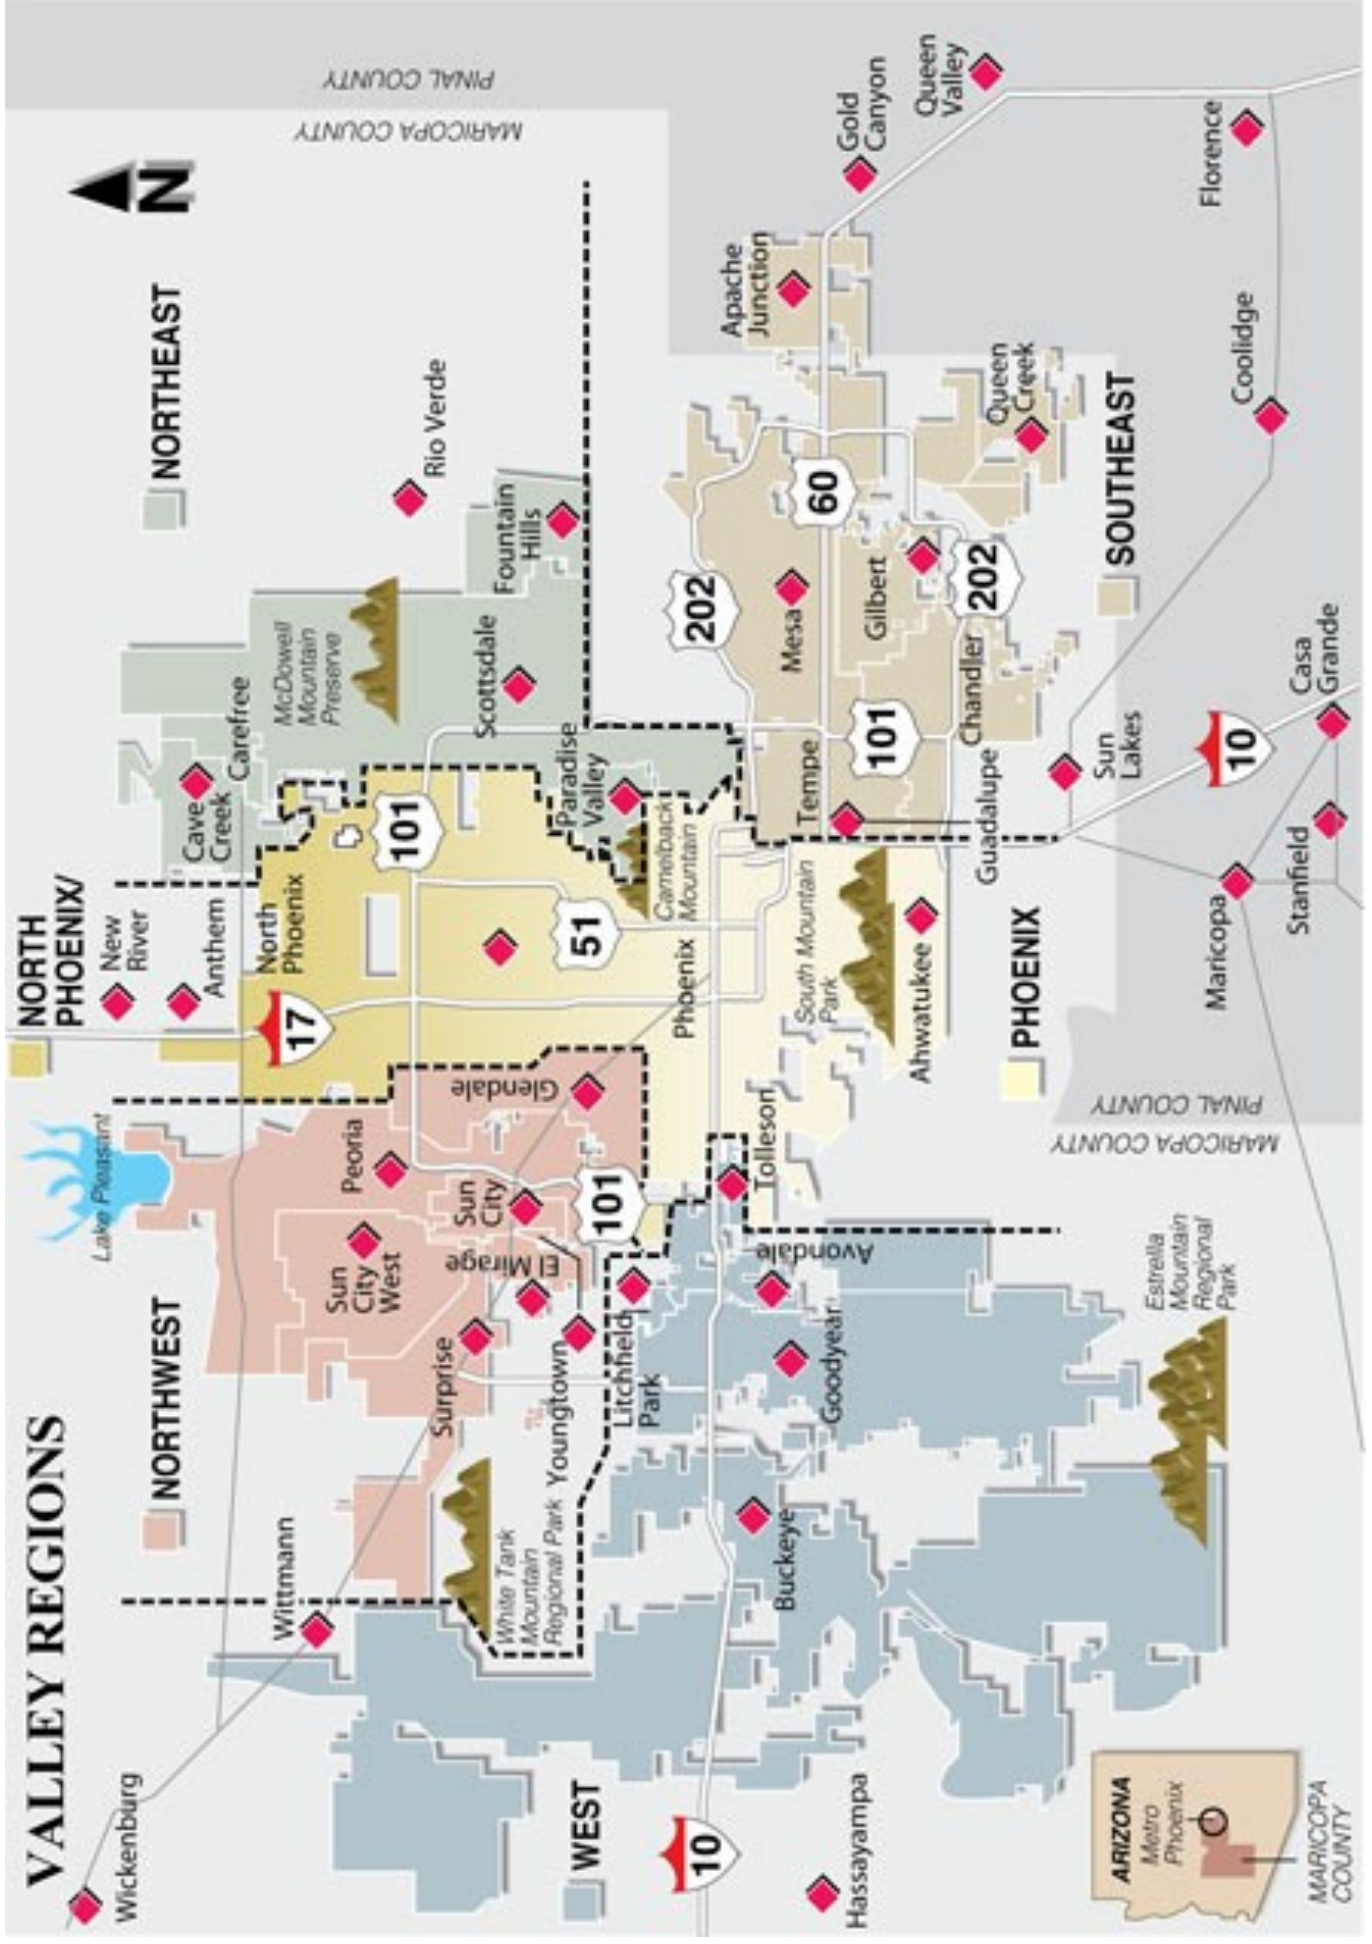 VALLEY REGIONS
NORTHWEST
NORTH
PHOENIX/
NORTHEAST
N
Wickenburg
Wittmann
Lake Pleasant
New
River
Anthem
North
Phoenix
17
Cave
Creek
Carefree
McDowell
Mountain
Preserve
Rio Verde
MARICOPA COUNTY
PINAL COUNTY
Sun
City
West
Peoria
Surprise
Sun
City
El Mirage
Glendale
Youngtown
White Tank
Mountain
Regional Park
101
101
51
Scottsdale
Fountain
Hills
Paradise
Valley
Camelback
Mountain
Litchfield
Park
Phoenix
WEST
10
Tolleson
Avondale
Goodyear
Buckeye
Hassayampa
South Mountain
Park
Ahwatukee
Tempe
Guadalupe
202
Mesa
60
101
Gilbert
202
Chandler
Apache
Junction
Gold
Canyon
Queen
Valley
Queen
Creek
SOUTHEAST
PHOENIX
Sun
Lakes
10
Estrella
Mountain
Regional
Park
PINAL COUNTY
MARICOPA COUNTY
Maricopa
Stanfield
Casa
Grande
Coolidge
Florence
ARIZONA
Metro
Phoenix
MARICOPA
COUNTY